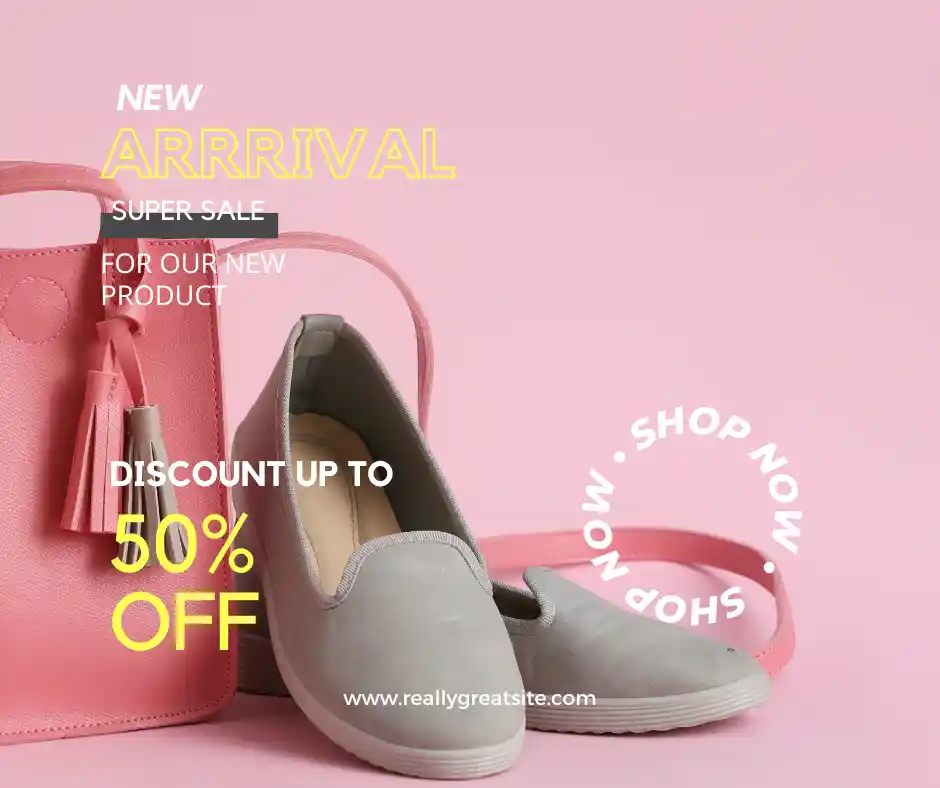 NEW
ARRRIVAL
SUPER SALE
FOR OUR NEW
PRODUCT
DISCOUNT UP TO
50%
OFF
SHOP NOW • SHOP NOW •
www.reallygreatsite.com